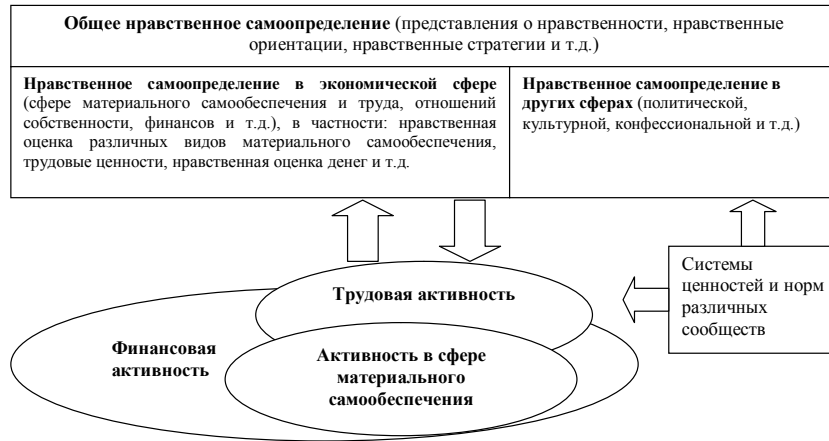 Общее нравственное самоопределение (представления о нравственности, нравственные
ориентации, нравственные стратегии и т.д.)
Нравственное самоопределение в экономической сфере
(сфере материального самообеспечения и труда, отношений
собственности, финансов и т.д.), в частности: нравственная
оценка различных видов материального самообеспечения,
трудовые ценности, нравственная оценка денег и т.д.
Нравственное самоопределение в
других сферах (политической,
культурной, конфессиональной и т.д.)
Системы
ценностей и норм
различных
сообществ
Трудовая активность
Финансовая
активность
Активность в сфере
материального
самообеспечения